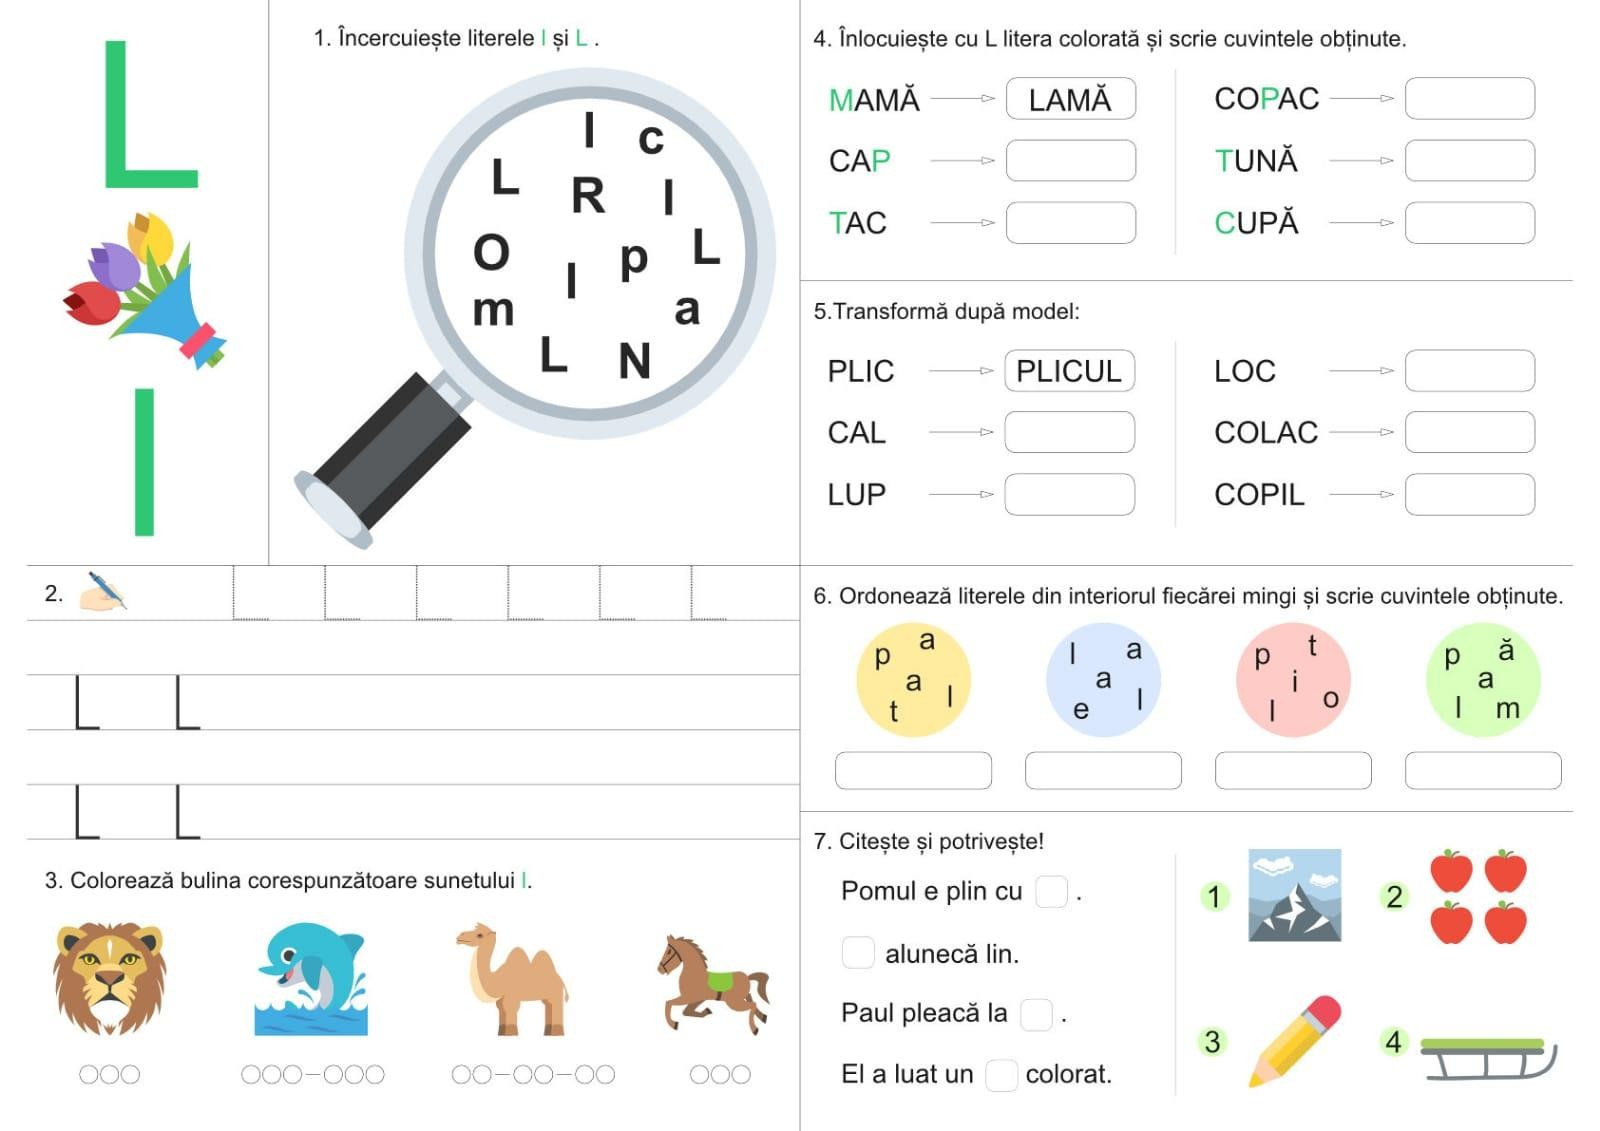 L
l
1. Încercuiește literele l și L .
l c
L R l
O l p L
m a
L N
2.
L L
L L
3. Colorează bulina corespunzătoare sunetului l.
4. Înlocuiește cu L litera colorată și scrie cuvintele obținute.
MAMĂ LAMĂ COPAC
CAP TUNĂ
TAC CUPĂ
5.Transformă după model:
PLIC PLICUL LOC
CAL COLAC
LUP COPIL
6. Ordonează literele din interiorul fiecărei mingi și scrie cuvintele obținute.
p a a t l
l a a e l
p t i l o
p ă a l m
7. Citește și potrivește!
Pomul e plin cu .
alunecă lin.
Paul pleacă la .
El a luat un colorat.
1 2
3 4